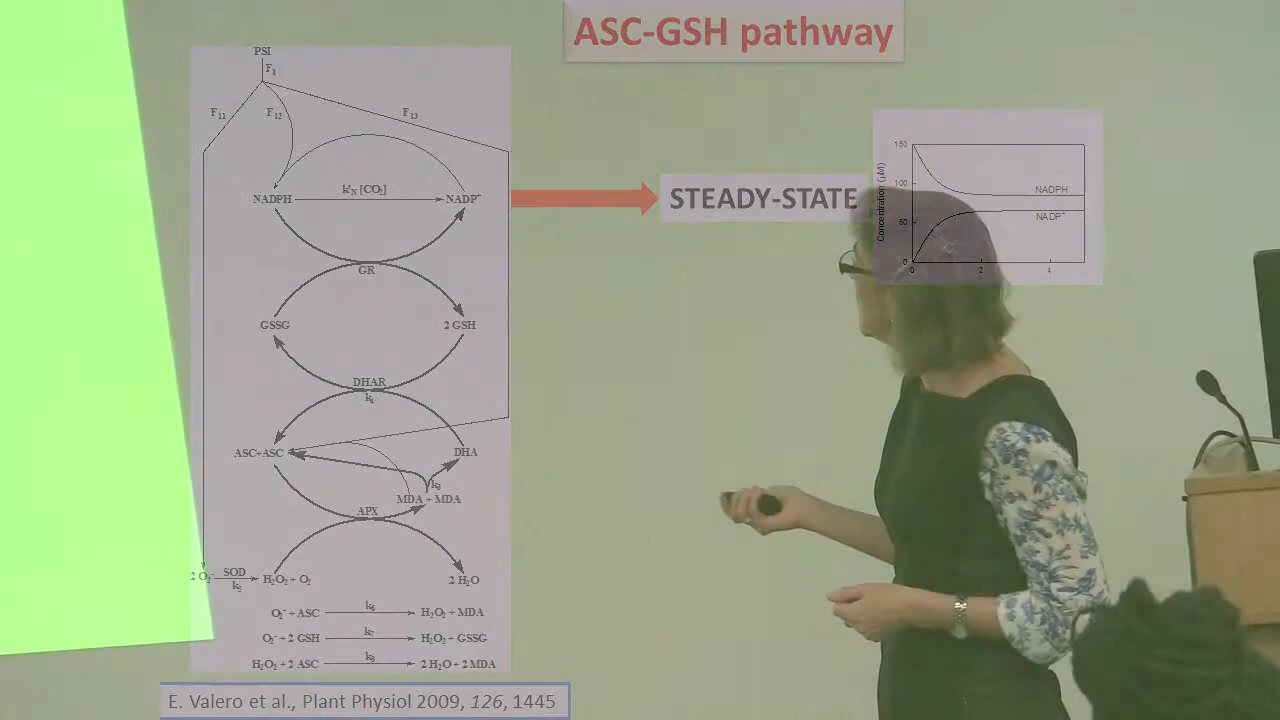 ASC-GSH pathway
PSI
F1
F11
F12
F13
NADPH
k'N [CO2]
NADP+
GR
GSSG
2 GSH
DHAR
k4
ASC+ASC
DHA
k3
MDA + MDA
APX
2 O2- SOD k5 H2O2 + O2
2 H2O
O2- + ASC k6 H2O2 + MDA
O2- + 2 GSH k7 H2O2 + GSSG
H2O2 + 2 ASC k8 2 H2O + 2 MDA
E. Valero et al., Plant Physiol 2009, 126, 1445
STEADY-STATE
Concentration (µM)
150
100
50
0
NADPH
NADP+
0 2 4